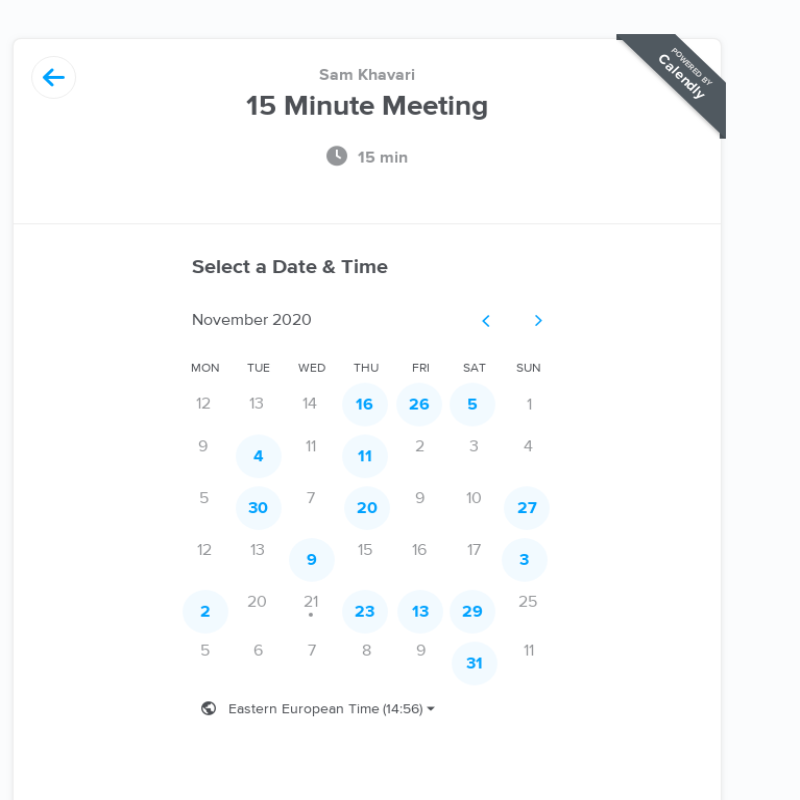 POWERED BY
Calendly
Sam Khavari
15 Minute Meeting
15 min
Select a Date & Time
November 2020
MON TUE WED THU FRI SAT SUN
12 13 14 16 26 5 1
9 4 11 11 2 3 4
5 30 7 20 9 10 27
12 13 9 15 16 17 3
2 20 21 23 13 29 25
5 6 7 8 9 31 11
Eastern European Time (14:56)